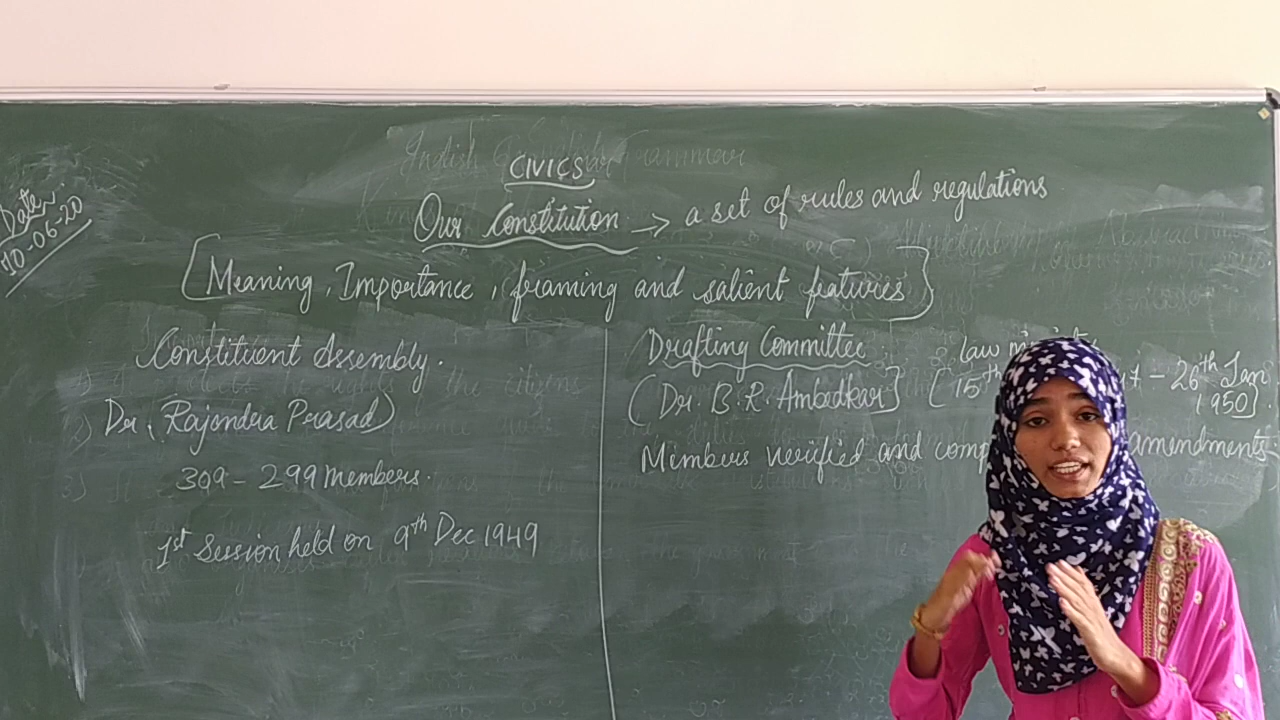 Date:
10-06-20
CIVICS
Our Constitution → a set of rules and regulations
[Meaning, Importance, framing and salient features]
Constituent Assembly.
Dr. (Rajendra Prasad)
309 - 299 members.
1st Session held on 9th Dec 1949
Drafting Committee
law
(Dr. B.R. Ambedkar] [15th - 26th Jan
1950].
Members verified and amendments